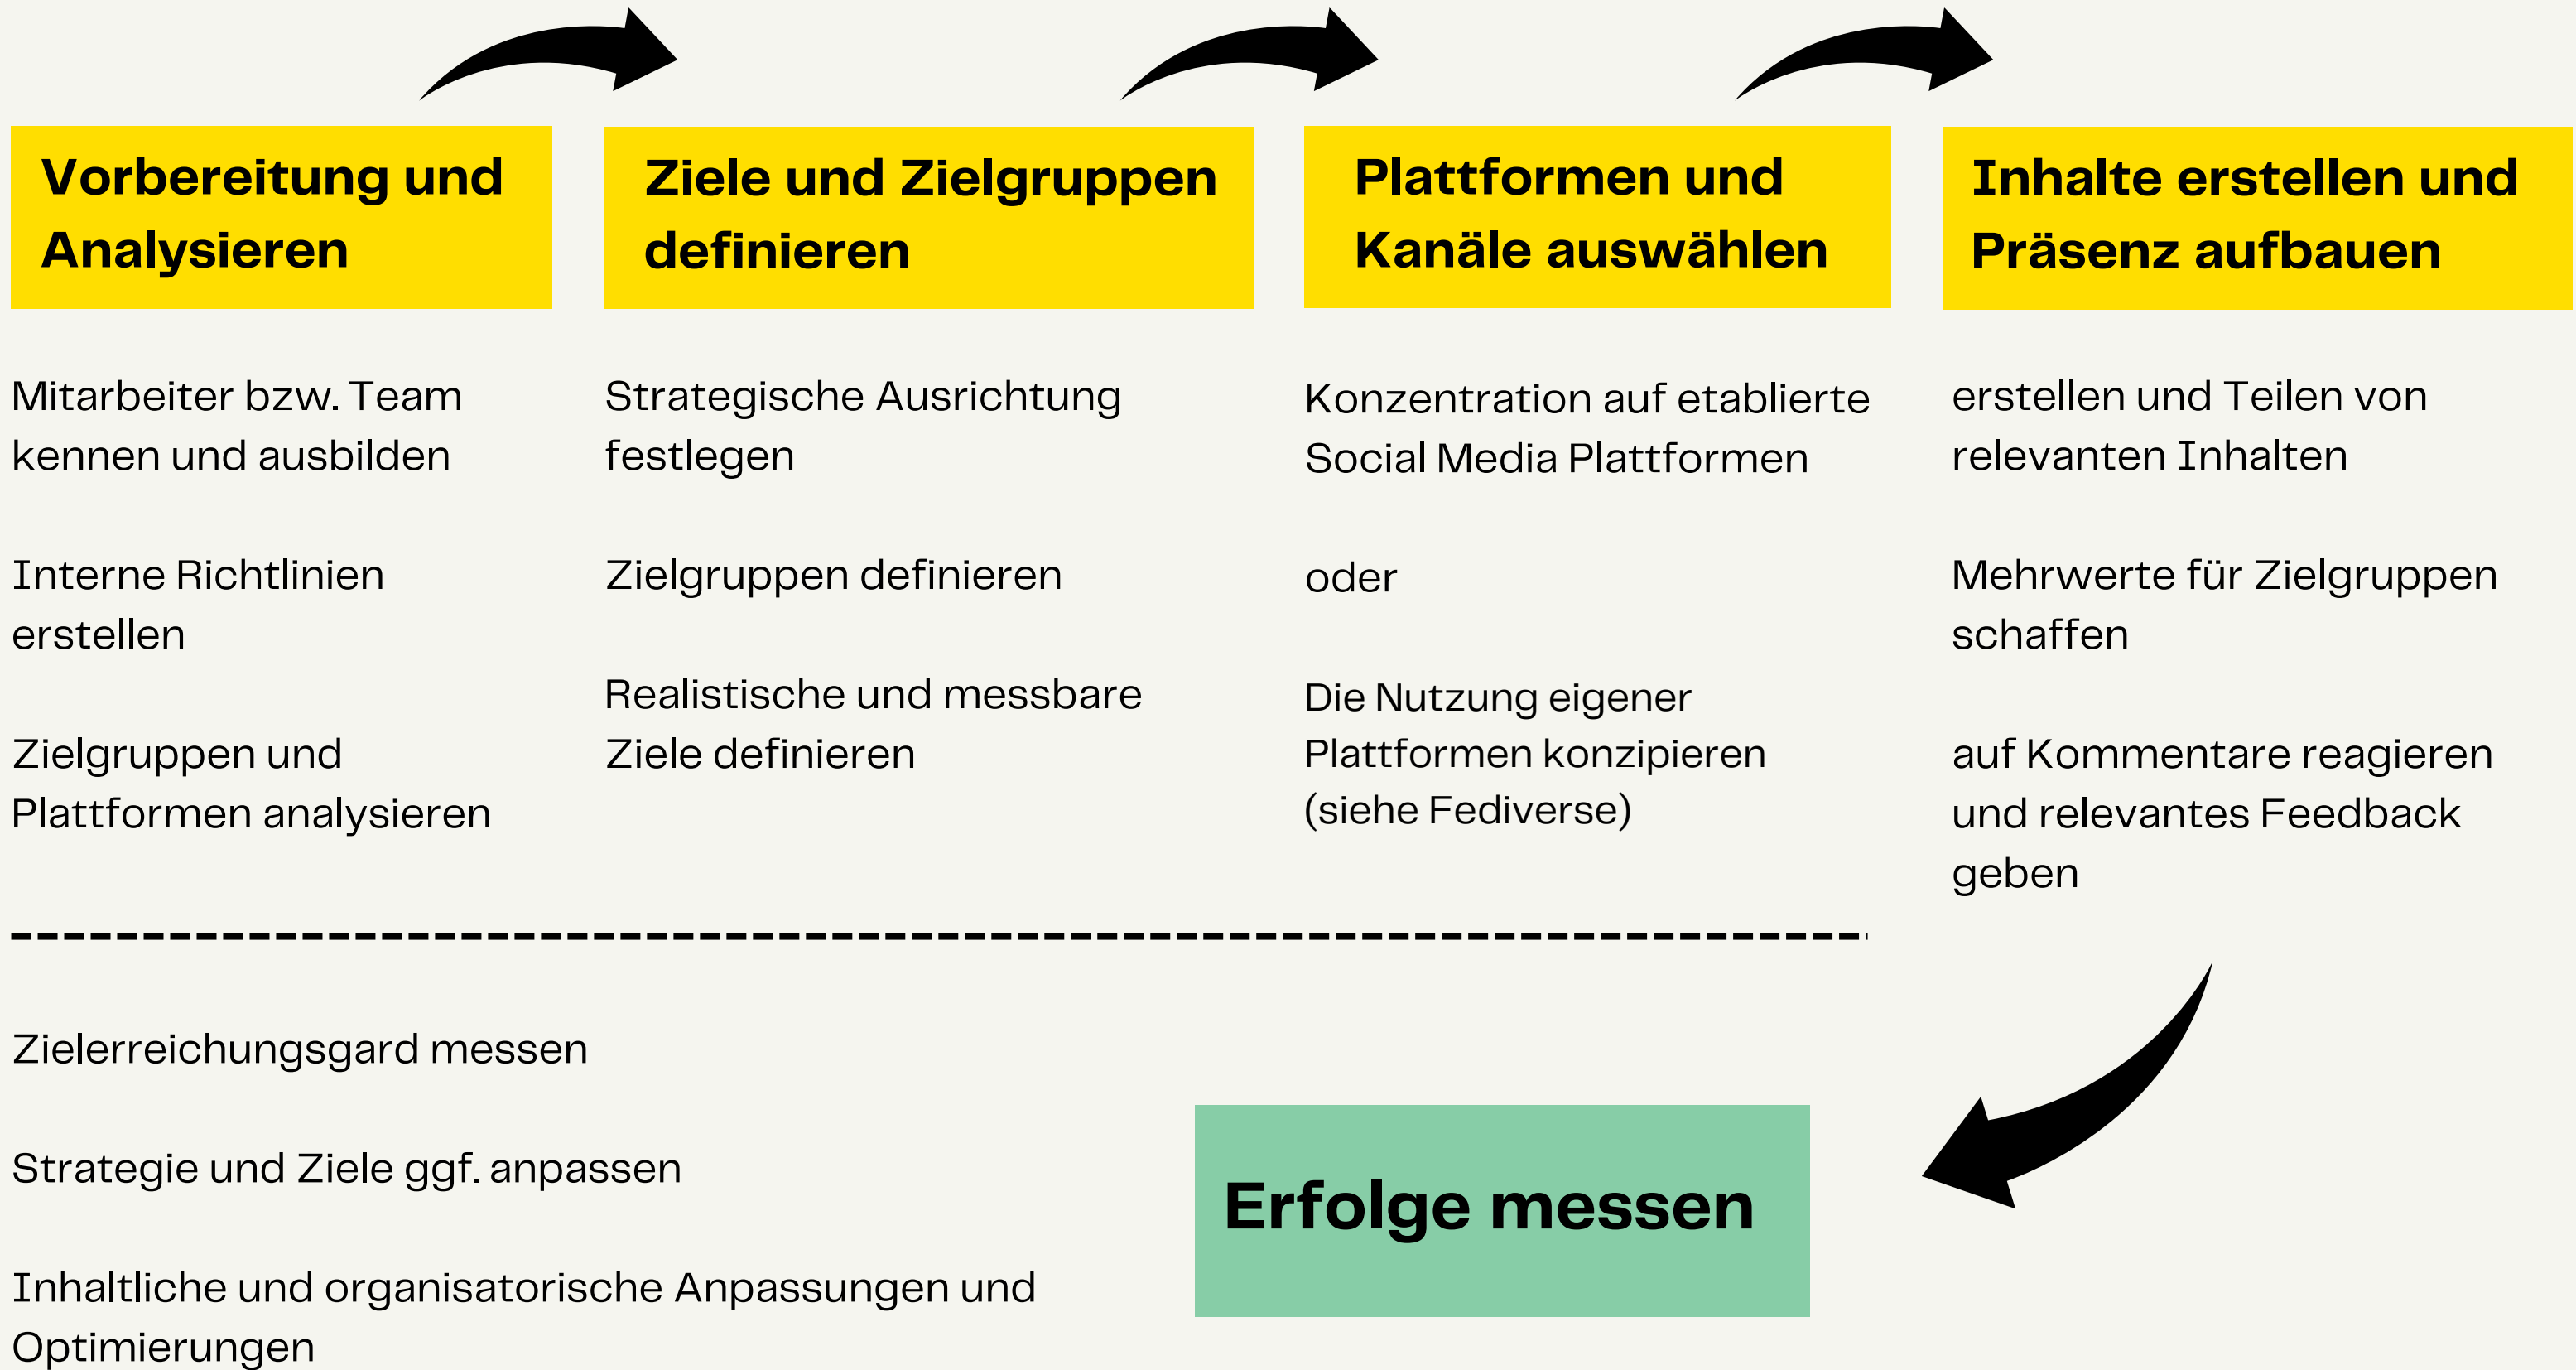 Vorbereitung und
Analysieren
Mitarbeiter bzw. Team
kennen und ausbilden
Interne Richtlinien
erstellen
Zielgruppen und
Plattformen analysieren
Ziele und Zielgruppen
definieren
Strategische Ausrichtung
festlegen
Zielgruppen definieren
Realistische und messbare
Ziele definieren
Plattformen und
Kanäle auswählen
Konzentration auf etablierte
Social Media Plattformen
oder
Die Nutzung eigener
Plattformen konzipieren
(siehe Fediverse)
Inhalte erstellen und
Präsenz aufbauen
erstellen und Teilen von
relevanten Inhalten
Mehrwerte für Zielgruppen
schaffen
auf Kommentare reagieren
und relevantes Feedback
geben
Erfolge messen
Zielerreichungsgard messen
Strategie und Ziele ggf. anpassen
Inhaltliche und organisatorische Anpassungen und
Optimierungen